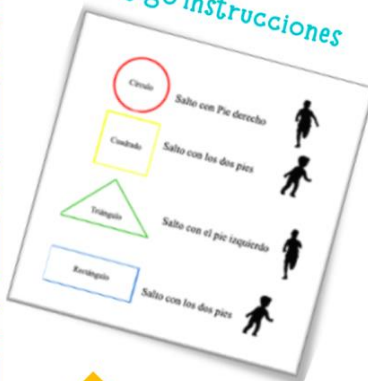 go instrucciones
Círculo
Salto con Pie derecho
Cuadrado
Salto con los dos pies
Triángulo
Salto con el pie izquierdo
Rectángulo
Salto con los dos pies